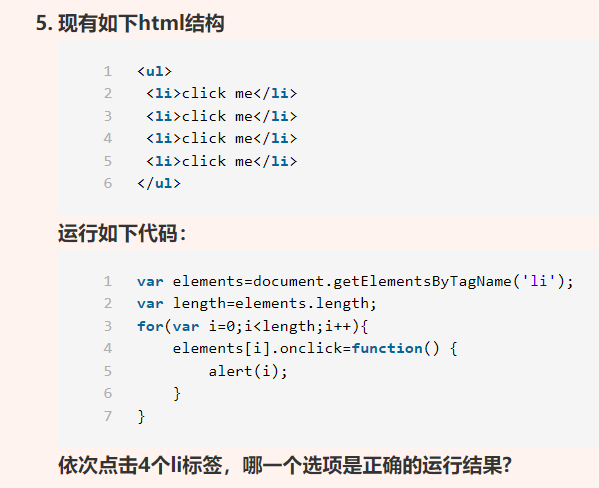 5. 现有如下html结构
1 <ul>
2 <li>click me</li>
3 <li>click me</li>
4 <li>click me</li>
5 <li>click me</li>
6 </ul>
运行如下代码：
1 var elements=document.getElementsByTagName('li');
2 var length=elements.length;
3 for(var i=0;i<length;i++){
4 elements[i].onclick=function() {
5 alert(i);
6 }
7 }
依次点击4个li标签，哪一个选项是正确的运行结果?